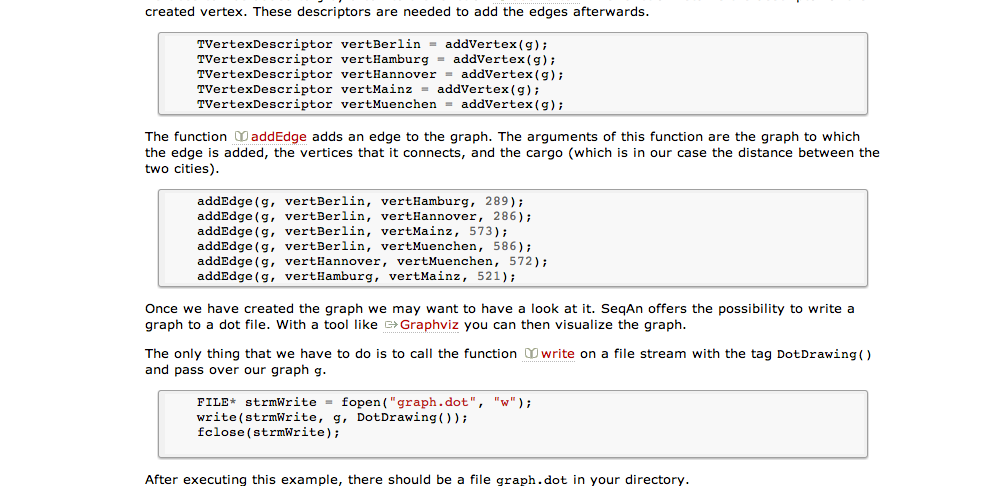 created vertex. These descriptors are needed to add the edges afterwards.
TVertexDescriptor vertBerlin = addVertex(g);
TVertexDescriptor vertHamburg = addVertex(g);
TVertexDescriptor vertHannover = addVertex(g);
TVertexDescriptor vertMainz = addVertex(g);
TVertexDescriptor vertMuenchen = addVertex(g);
The function addEdge adds an edge to the graph. The arguments of this function are the graph to which
the edge is added, the vertices that it connects, and the cargo (which is in our case the distance between the
two cities).
addEdge(g, vertBerlin, vertHamburg, 289);
addEdge(g, vertBerlin, vertHannover, 286);
addEdge(g, vertBerlin, vertMainz, 573);
addEdge(g, vertBerlin, vertMuenchen, 586);
addEdge(g, vertHannover, vertMuenchen, 572);
addEdge(g, vertHamburg, vertMainz, 521);
Once we have created the graph we may want to have a look at it. SeqAn offers the possibility to write a
graph to a dot file. With a tool like Graphviz you can then visualize the graph.
The only thing that we have to do is to call the function write on a file stream with the tag DotDrawing()
and pass over our graph g.
FILE* strmWrite = fopen("graph.dot", "w");
write(strmWrite, g, DotDrawing());
fclose(strmWrite);
After executing this example, there should be a file graph.dot in your directory.